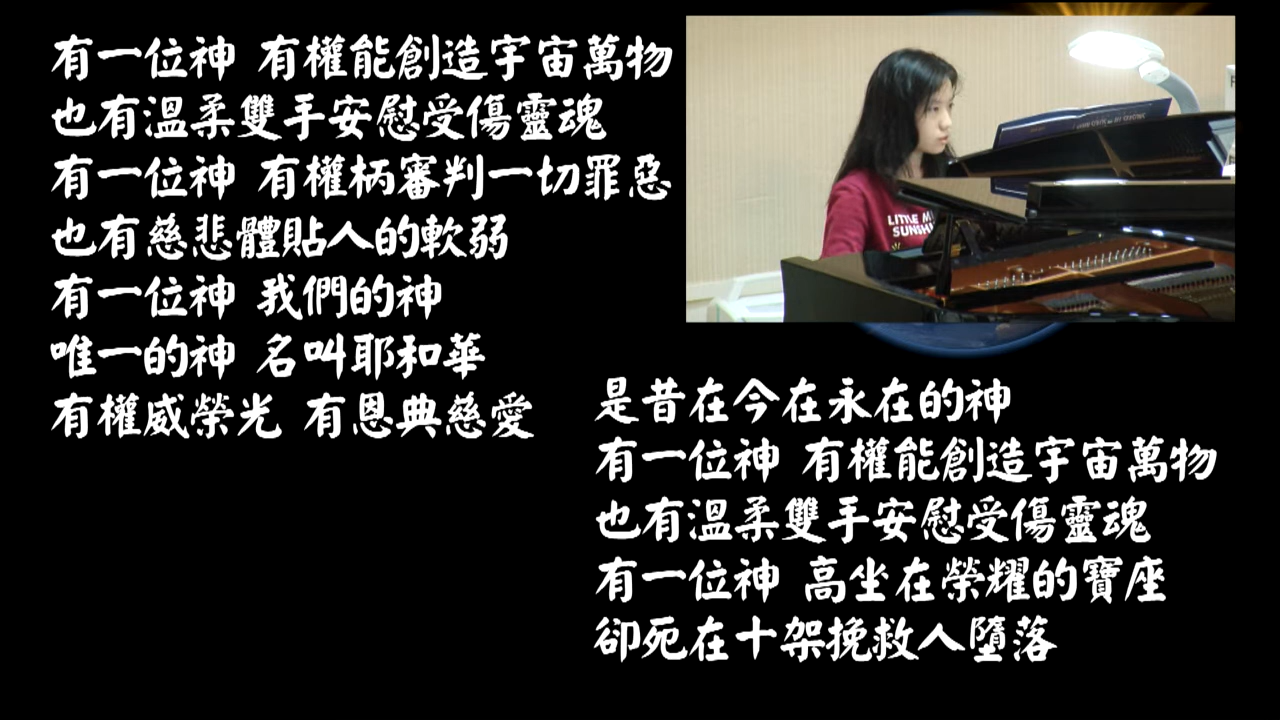 有一位神 有權能創造宇宙萬物
也有溫柔雙手安慰受傷靈魂
有一位神 有權柄審判一切罪惡
也有慈悲體貼人的軟弱
有一位神 我們的神
唯一的神 名叫耶和華
有權威榮光 有恩典慈愛
是昔在今在永在的神
有一位神 有權能創造宇宙萬物
也有溫柔雙手安慰受傷靈魂
有一位神 高坐在榮耀的寶座
卻死在十架挽救人墮落
LITTLE
SUNSHI